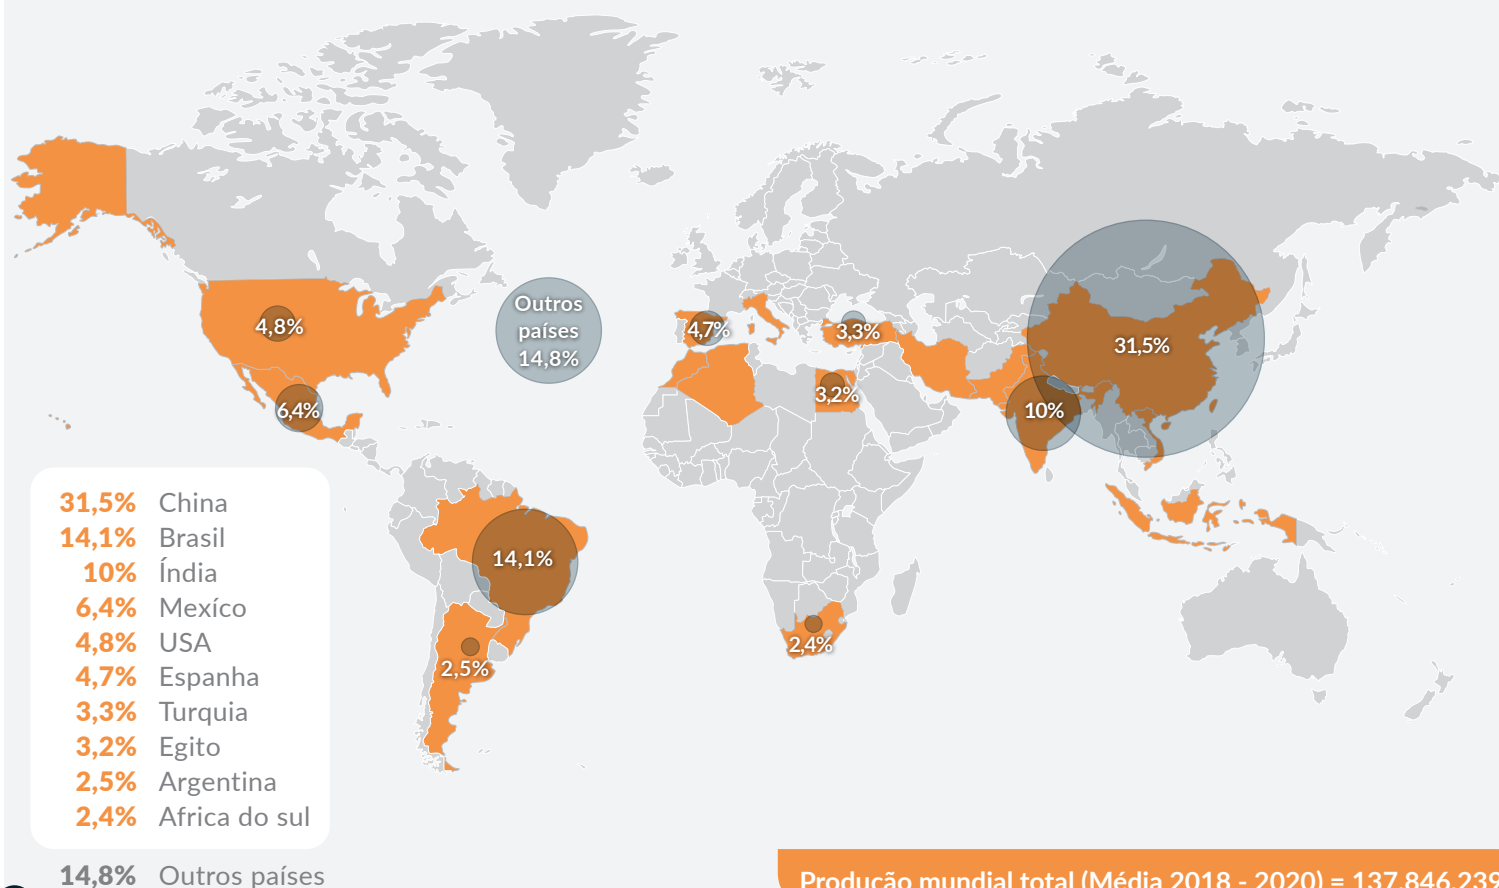 Outros
países
14,8%
4,8%
4,7%
3,3%
31,5%
3,2%
6,4%
10%
14,1%
2,4%
2,5%
31,5% China
14,1% Brasil
10% Índia
6,4% Mexíco
4,8% USA
4,7% Espanha
3,3% Turquia
3,2% Egito
2,5% Argentina
2,4% Africa do sul
14,8% Outros países
Produção mundial total (Média 2018 - 2020) = 137.846.239